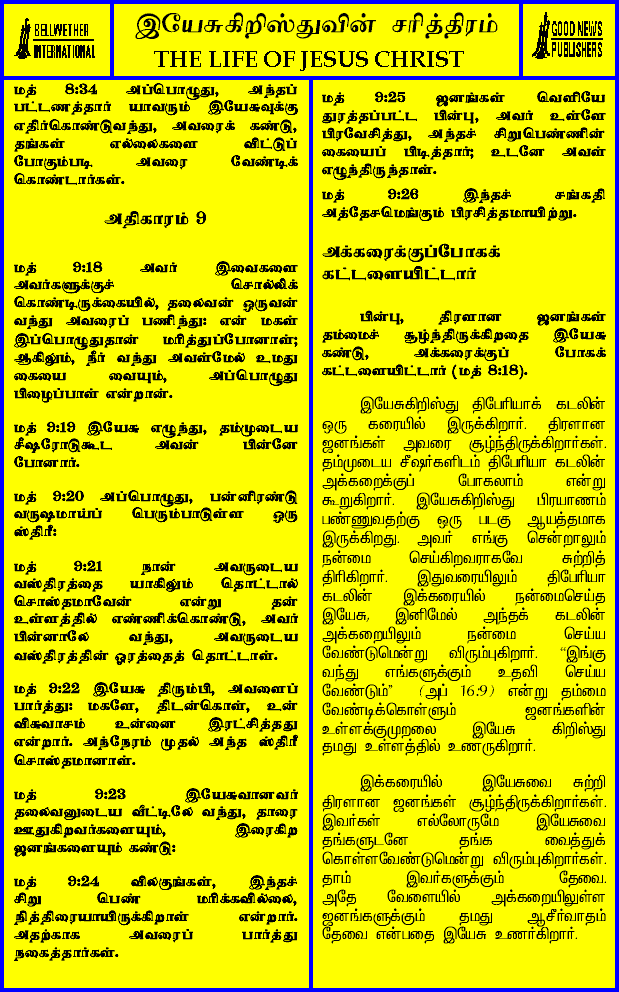 BELLWETHER
INTERNATIONAL
இயேசுகிறிஸ்துவின் சரித்திரம்
THE LIFE OF JESUS CHRIST
GOOD NEWS
PUBLISHERS
மத் 8:34 அப்பொழுது, அந்தப்
பட்டணத்தார் யாவரும் இயேசுவுக்கு
எதிர்கொண்டுவந்து, அவரைக் கண்டு,
தங்கள் எல்லைகளை விட்டுப்
போகும்படி அவரை வேண்டிக்
கொண்டார்கள்.
அதிகாரம் 9
மத் 9:18 அவர் இவைகளை
அவர்களுக்குச் சொல்லிக்
கொண்டிருக்கையில், தலைவன் ஒருவன்
வந்து அவரைப் பணிந்து: என் மகள்
இப்பொழுதுதான் மரித்துப்போனாள்;
ஆகிலும், நீர் வந்து அவள்மேல் உமது
கையை வையும், அப்பொழுது
பிழைப்பாள் என்றான்.
மத் 9:19 இயேசு எழுந்து, தம்முடைய
சீஷரோடுகூட அவன் பின்னே
போனார்.
மத் 9:20 அப்பொழுது, பன்னிரண்டு
வருஷமாய்ப் பெரும்பாடுள்ள ஒரு
ஸ்திரீ:
மத் 9:21 நான் அவருடைய
வஸ்திரத்தை யாகிலும் தொட்டால்
சொஸ்தமாவேன் என்று தன்
உள்ளத்தில் எண்ணிக்கொண்டு, அவர்
பின்னாலே வந்து, அவருடைய
வஸ்திரத்தின் ஓரத்தைத் தொட்டாள்.
மத் 9:22 இயேசு திரும்பி, அவளைப்
பார்த்து: மகளே, திடன்கொள், உன்
விசுவாசம் உன்னை இரட்சித்தது
என்றார். அந்நேரம் முதல் அந்த ஸ்திரீ
சொஸ்தமானாள்.
மத் 9:23 இயேசுவானவர்
தலைவனுடைய வீட்டிலே வந்து, தாரை
ஊதுகிறவர்களையும், இரைகிற
ஜனங்களையும் கண்டு:
மத் 9:24 விலகுங்கள், இந்தச்
சிறு பெண் மரிக்கவில்லை,
நித்திரையாயிருக்கிறாள் என்றார்.
அதற்காக அவரைப் பார்த்து
நகைத்தார்கள்.
மத் 9:25 ஜனங்கள் வெளியே
துரத்தப்பட்ட பின்பு, அவர் உள்ளே
பிரவேசித்து, அந்தச் சிறுபெண்ணின்
கையைப் பிடித்தார்; உடனே அவள்
எழுந்திருந்தாள்.
மத் 9:26 இந்தச் சங்கதி
அத்தேசமெங்கும் பிரசித்தமாயிற்று.
அக்கரைக்குப்போகக்
கட்டளையிட்டார்
பின்பு, திரளான ஜனங்கள்
தம்மைச் சூழ்ந்திருக்கிறதை இயேசு
கண்டு, அக்கரைக்குப் போகக்
கட்டளையிட்டார் (மத் 8:18).
இயேசுகிறிஸ்து திபேரியாக் கடலின்
ஒரு கரையில் இருக்கிறார். திரளான
ஜனங்கள் அவரை சூழ்ந்திருக்கிறார்கள்.
தம்முடைய சீஷர்களிடம் திபேரியா கடலின்
அக்கறைக்குப் போகலாம் என்று
கூறுகிறார். இயேசுகிறிஸ்து பிரயாணம்
பண்ணுவதற்கு ஒரு படகு ஆயத்தமாக
இருக்கிறது. அவர் எங்கு சென்றாலும்
நன்மை செய்கிறவராகவே சுற்றித்
திரிகிறார். இதுவரையிலும் திபேரியா
கடலின் இக்கரையில் நன்மைசெய்த
இயேசு, இனிமேல் அந்தக் கடலின்
அக்கறையிலும் நன்மை செய்ய
வேண்டுமென்று விரும்புகிறார். “இங்கு
வந்து எங்களுக்கும் உதவி செய்ய
வேண்டும்” (அப் 16:9) என்று தம்மை
வேண்டிக்கொள்ளும் ஜனங்களின்
உள்ளக்குமுறலை இயேசு கிறிஸ்து
தமது உள்ளத்தில் உணருகிறார்.
இக்கரையில் இயேசுவை சுற்றி
திரளான ஜனங்கள் சூழ்ந்திருக்கிறார்கள்.
இவர்கள் எல்லோருமே இயேசுவை
தங்களுடனே தங்க வைத்துக்
கொள்ளவேண்டுமென்று விரும்புகிறார்கள்.
தாம் இவர்களுக்கும் தேவை.
அதே வேளையில் அக்கறையிலுள்ள
ஜனங்களுக்கும் தமது ஆசீர்வாதம்
தேவை என்பதை இயேசு உணர்கிறார்.